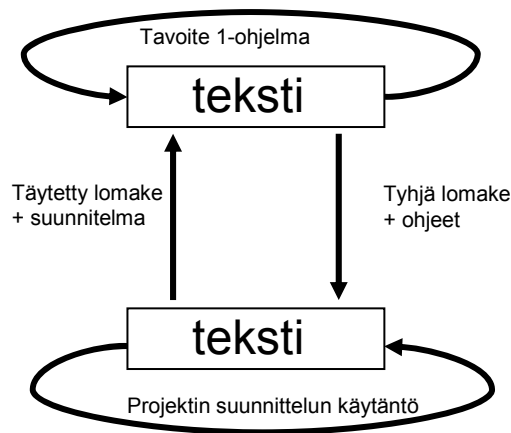 Tavoite 1-ohjelma
teksti
Täytetty lomake
+ suunnitelma
Tyhjä lomake
+ ohjeet
teksti
Projektin suunnittelun käytäntö